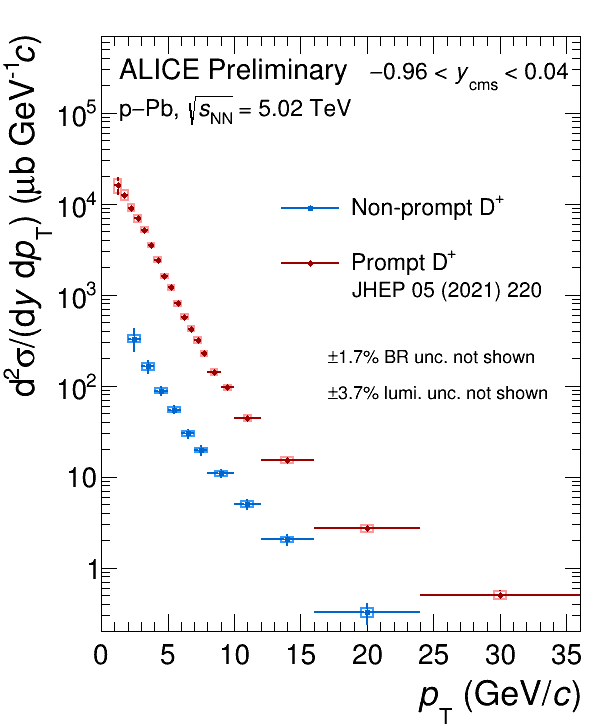 ALICE Preliminary
−0.96 < y_cms < 0.04
p−Pb, √s_NN = 5.02 TeV
Non-prompt D⁺
Prompt D⁺
JHEP 05 (2021) 220
±1.7% BR unc. not shown
±3.7% lumi. unc. not shown
d²σ/(dy dp_T) (μb GeV⁻¹c)
10⁵
10⁴
10³
10²
10
1
0 5 10 15 20 25 30 35
p_T (GeV/c)